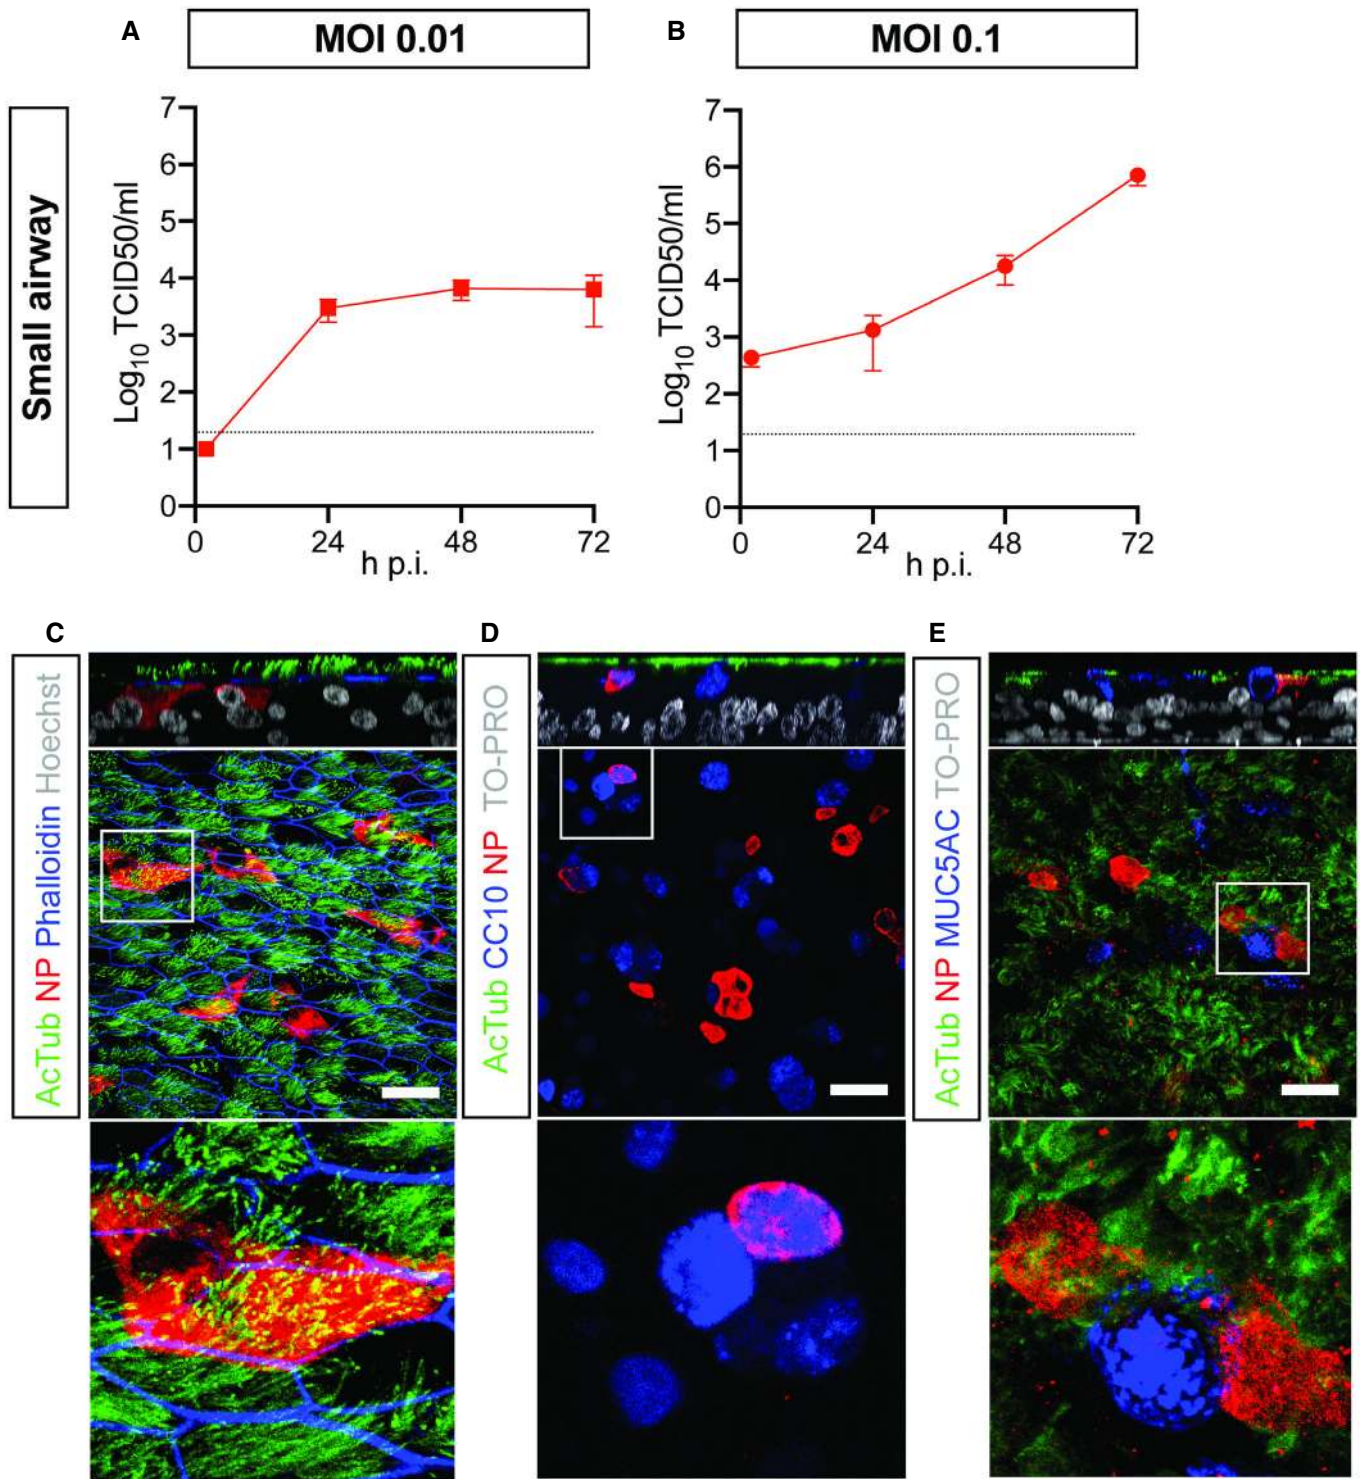 A
MOI 0.01
B
MOI 0.1
Small airway
Log10 TCID50/ml
7
6
5
4
3
2
1
0
0
24
48
72
h p.i.
Log10 TCID50/ml
7
6
5
4
3
2
1
0
0
24
48
72
h p.i.
C
AcTub NP Phalloidin Hoechst
D
AcTub CC10 NP TO-PRO
E
AcTub NP MUC5AC TO-PRO